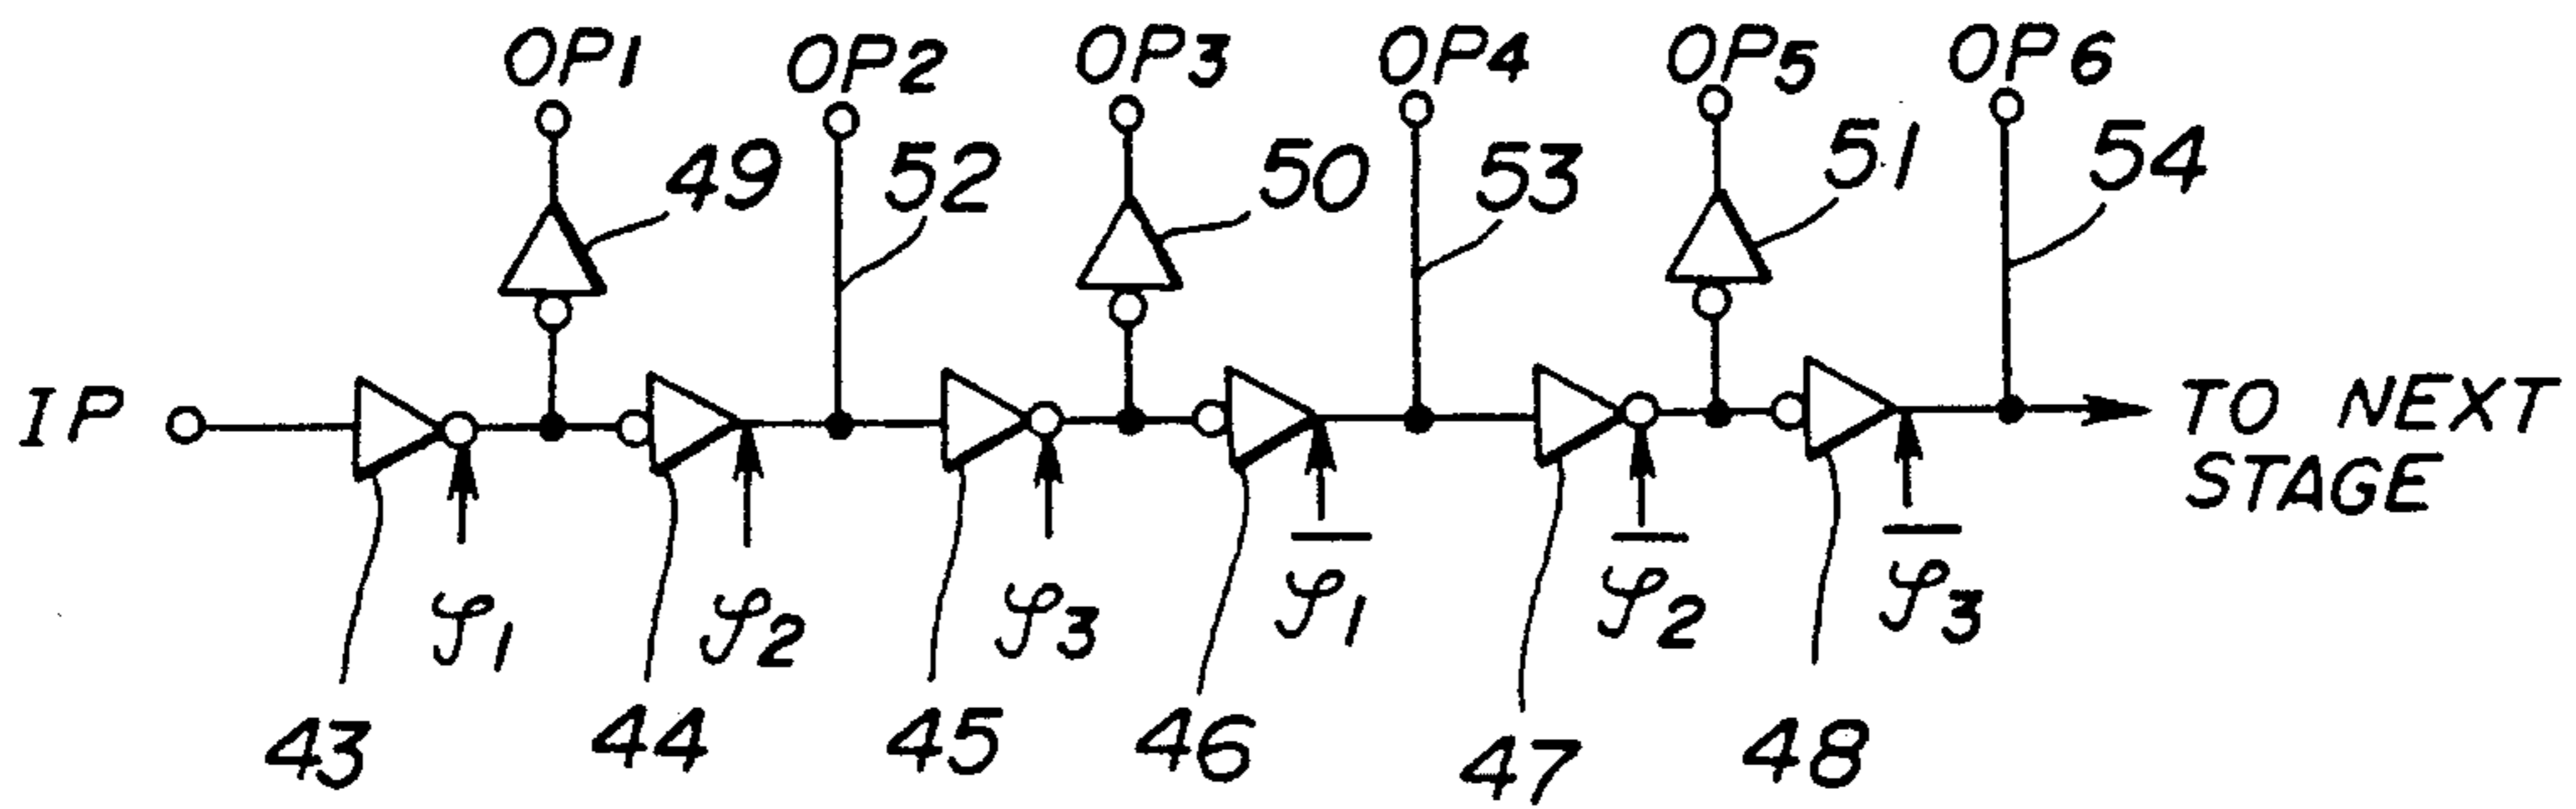 OP1 OP2 OP3 OP4 OP5 OP6
49 52 50 53 51 54
IP
TO NEXT
STAGE
φ1 φ2 φ3 φ̅1 φ̅2 φ̅3
43 44 45 46 47 48